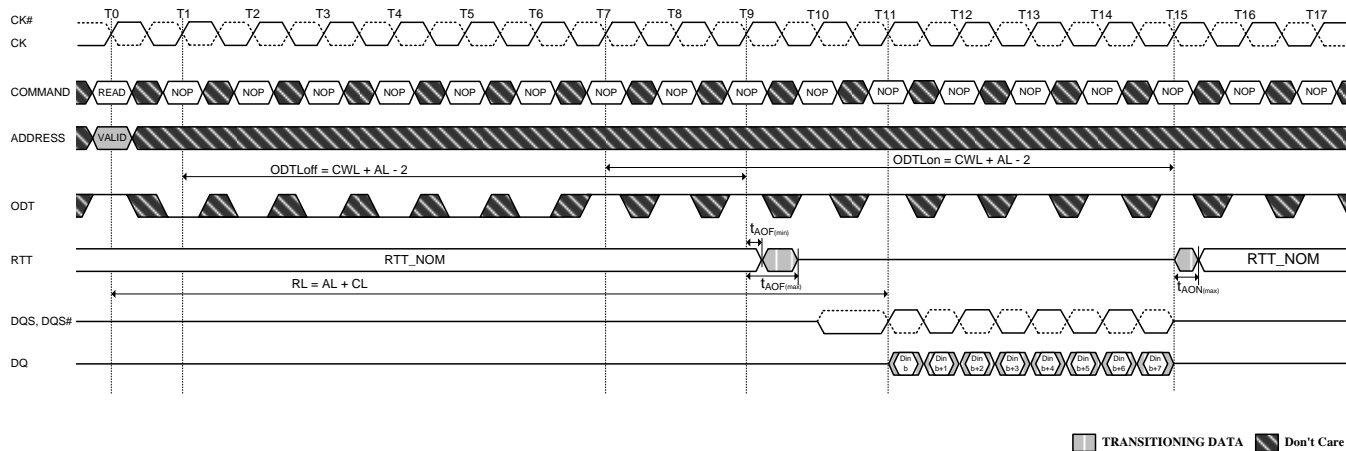 CK#
CK
T0 T1 T2 T3 T4 T5 T6 T7 T8 T9 T10 T11 T12 T13 T14 T15 T16 T17
COMMAND READ NOP NOP NOP NOP NOP NOP NOP NOP NOP NOP NOP NOP NOP NOP NOP NOP NOP
ADDRESS VALID
ODTLoff = CWL + AL - 2
ODTLon = CWL + AL - 2
ODT
tAOF(min)
RTT RTT_NOM RTT_NOM
tAOF(max)
tAON(max)
RL = AL + CL
DQS, DQS#
DQ
Din b
Din b+1
Din b+2
Din b+3
Din b+4
Din b+5
Din b+6
Din b+7
TRANSITIONING DATA Don't Care